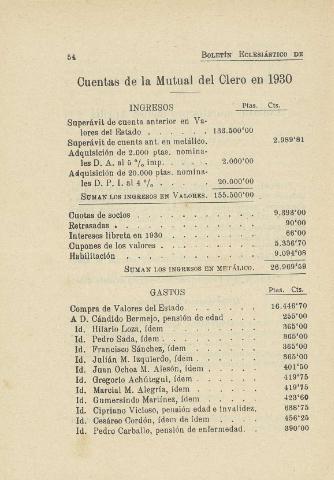 54 BOLETÍN ECLESIÁSTICO DE
Cuentas de la Mutual del Clero en 1930
INGRESOS Ptas. Cts.
Superávit de cuenta anterior en Va-
lores del Estado . . . . . . 133.500'00
Superávit de cuenta ant. en metálico. 2.989'81
Adquisición de 2.000 ptas. nomina-
les D. A. al 5 º/o imp. . . . . 2.000'00
Adquisición de 20.000 ptas. nomina-
les D. P. I. al 4 º/o . . . . . 20.000'00
SUMAN LOS INGRESOS EN VALORES. 155.500'00
Cuotas de socios . . . . . . . . . 9.393'00
Retrasadas . . . . . . . . . . 90'00
Intereses libreta en 1930 . . . . . . . 66'00
Cupones de los valores . . . . . . . 5.356'70
Habilitación . . . . . . . . . . 9.094'08
SUMAN LOS INGRESOS EN METÁLICO. 26.969'59
GASTOS Ptas. Cts.
Compra de Valores del Estado . . . . . 16.446'70
A D. Cándido Bermejo, pensión de edad . . . 255'00
Id. Hilario Loza, ídem . . . . . . . 365'00
Id. Pedro Sada, ídem . . . . . . . 365'00
Id. Francisco Sánchez, ídem . . . . . 365'00
Id. Julián M. Izquierdo, ídem . . . . . 365'00
Id. Juan Ochoa M. Alesón, ídem . . . . 401'50
Id. Gregorio Achútegui, ídem . . . . . 419'75
Id. Marcial M. Alegría, ídem . . . . . 419'75
Id. Gumersindo Martínez, ídem . . . . 423'60
Id. Cipriano Vicioso, pensión edad e invalidez, 638'75
Id. Cesáreo Cordón, ídem de ídem . . . . 456'25
Id. Pedro Carballo, pensión de enfermedad . . 390'00